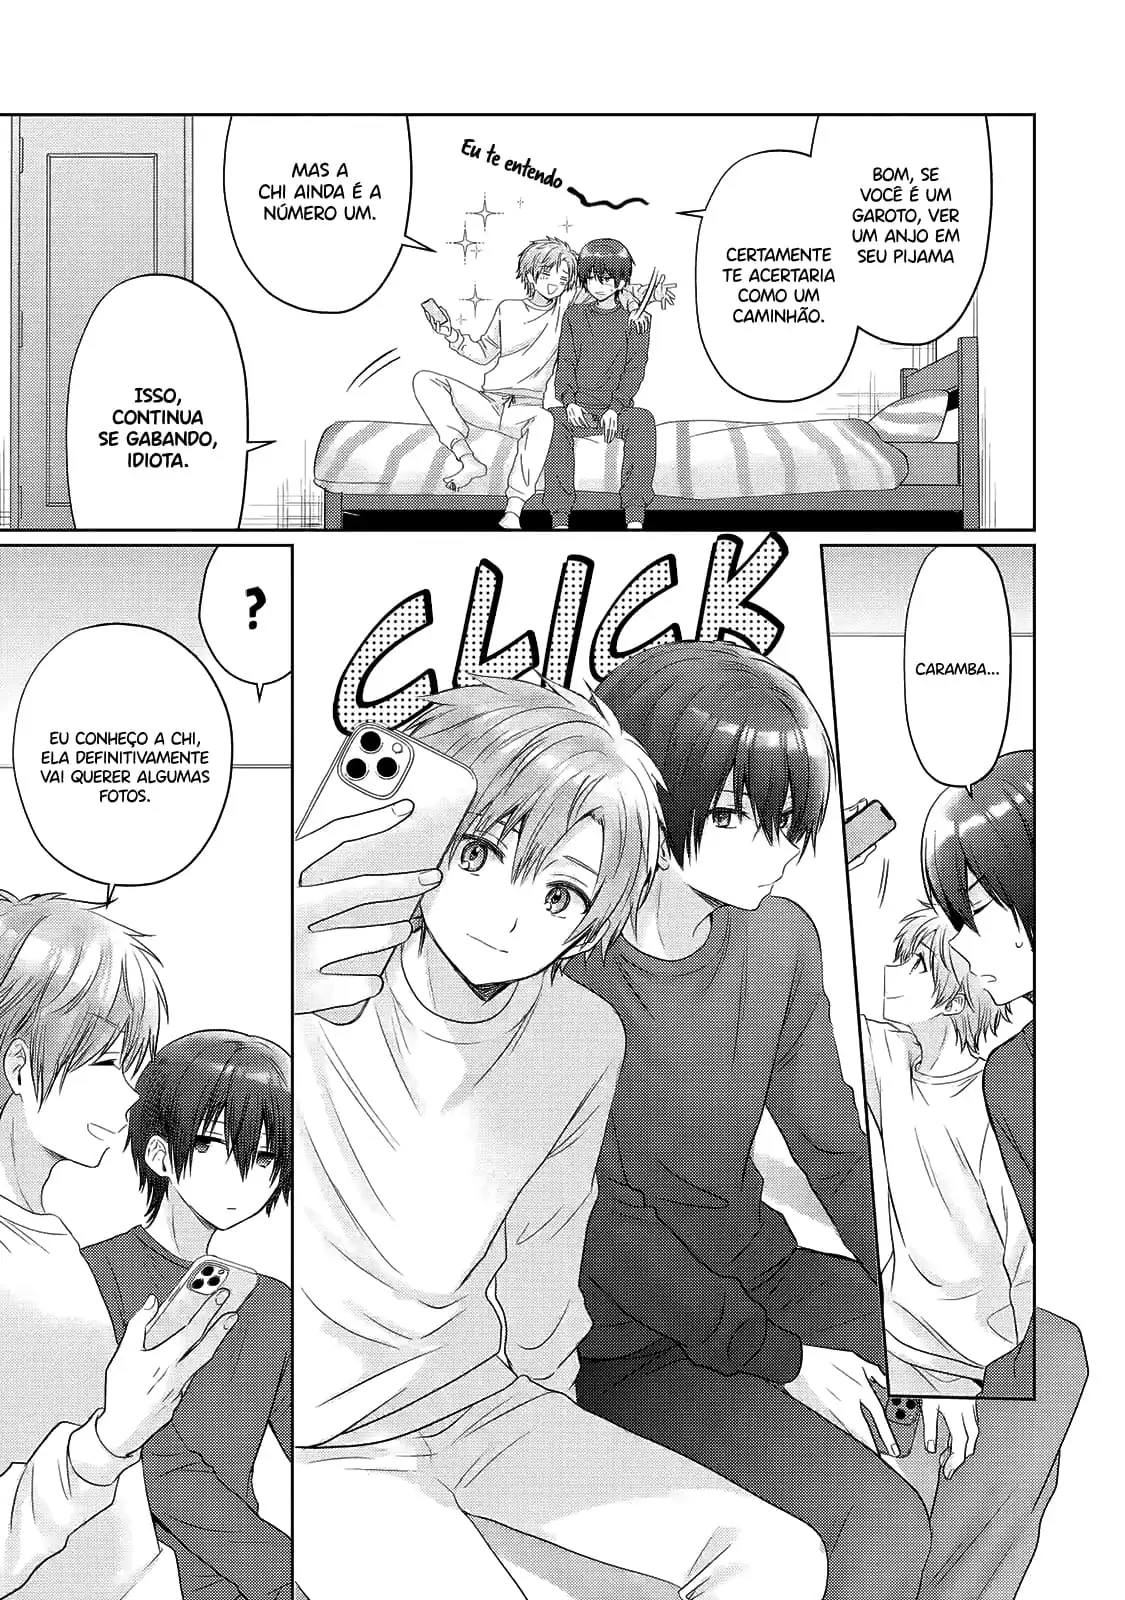 BOM, SE
VOCÊ É UM
GAROTO, VER
UM ANJO EM
SEU PIJAMA
CERTAMENTE
TE ACERTARIA
COMO UM
CAMINHÃO.
Eu te entendo
MAS A
CHI AINDA É A
NÚMERO UM.
ISSO,
CONTINUA
SE GABANDO,
IDIOTA.
CARAMBA...
CLICK
?
EU CONHEÇO A CHI,
ELA DEFINITIVAMENTE
VAI QUERER ALGUMAS
FOTOS.